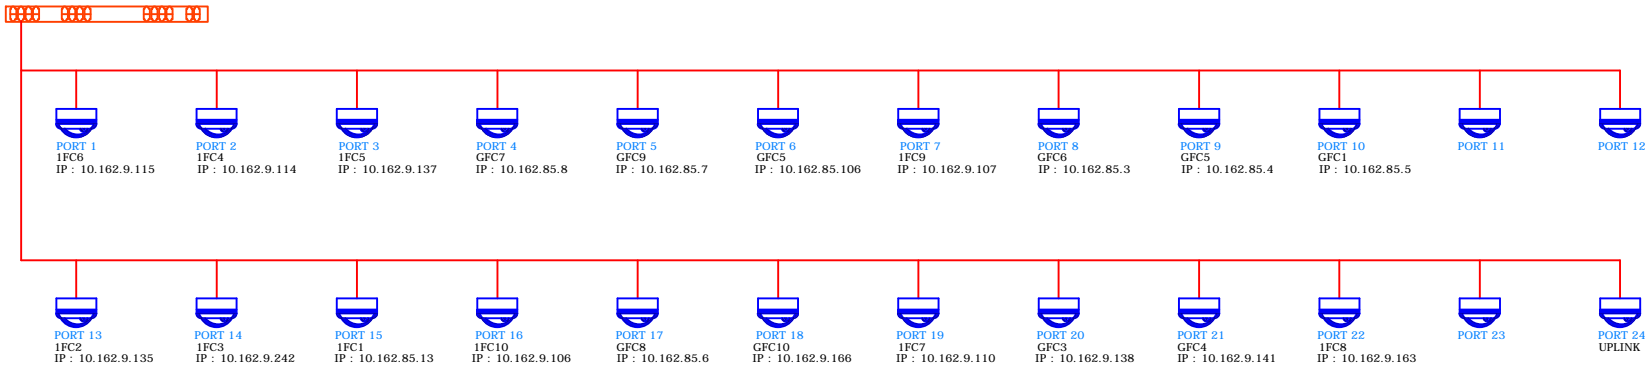 PORT 1
1FC6
IP : 10.162.9.115
PORT 2
1FC4
IP : 10.162.9.114
PORT 3
1FC5
IP : 10.162.9.137
PORT 4
GFC7
IP : 10.162.85.8
PORT 5
GFC9
IP : 10.162.85.7
PORT 6
GFC5
IP : 10.162.85.106
PORT 7
1FC9
IP : 10.162.9.107
PORT 8
GFC6
IP : 10.162.85.3
PORT 9
GFC5
IP : 10.162.85.4
PORT 10
GFC1
IP : 10.162.85.5
PORT 11
PORT 12
PORT 13
1FC2
IP : 10.162.9.135
PORT 14
1FC3
IP : 10.162.9.242
PORT 15
1FC1
IP : 10.162.85.13
PORT 16
1FC10
IP : 10.162.9.106
PORT 17
GFC8
IP : 10.162.85.6
PORT 18
GFC10
IP : 10.162.9.166
PORT 19
1FC7
IP : 10.162.9.110
PORT 20
GFC3
IP : 10.162.9.138
PORT 21
GFC4
IP : 10.162.9.141
PORT 22
1FC8
IP : 10.162.9.163
PORT 23
PORT 24
UPLINK